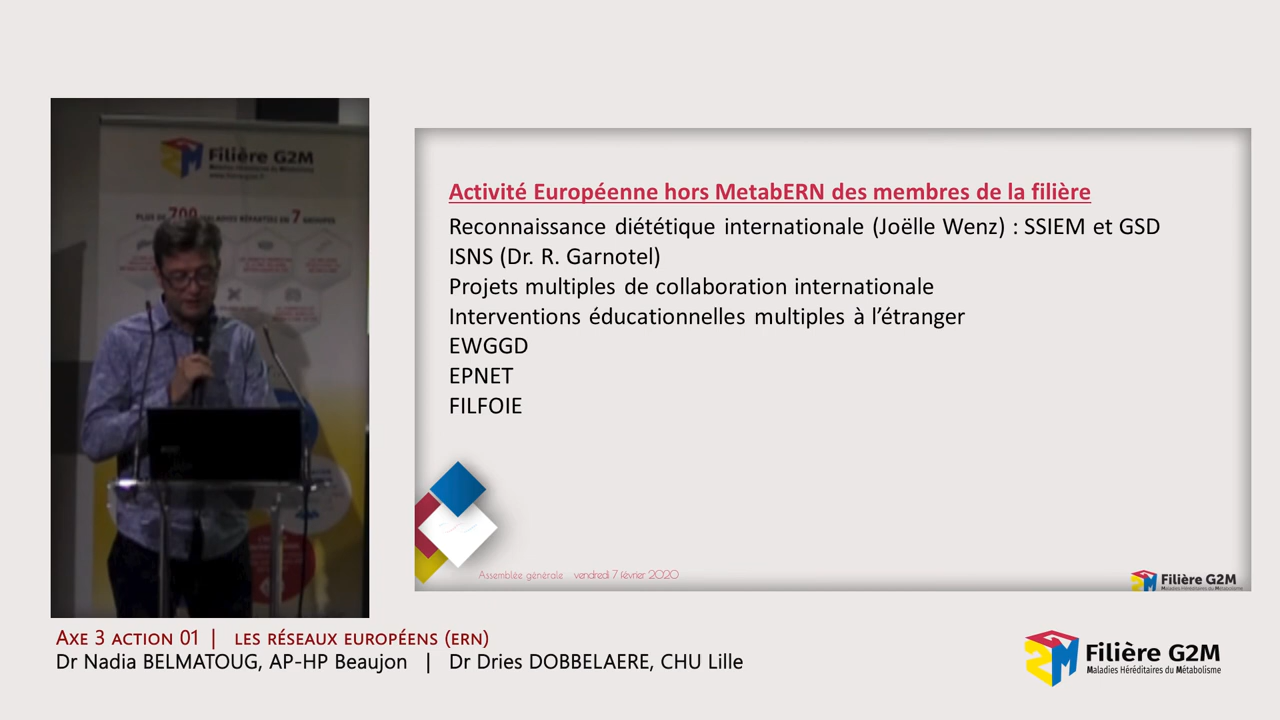 Filière G2M
Maladies Héréditaires du Métabolisme
PLUS DE 700 MALADIES RÉPARTIES EN 7 GROUPES
Activité Européenne hors MetabERN des membres de la filière
Reconnaissance diététique internationale (Joëlle Wenz) : SSIEM et GSD
ISNS (Dr. R. Garnotel)
Projets multiples de collaboration internationale
Interventions éducationnelles multiples à l’étranger
EWGGD
EPNET
FILFOIE
Assemblée générale vendredi 7 février 2020
Filière G2M
Maladies Héréditaires du Métabolisme
AXE 3 ACTION 01 | LES RÉSEAUX EUROPÉENS (ERN)
Dr Nadia BELMATOUG, AP-HP Beaujon | Dr Dries DOBBELAERE, CHU Lille
Filière G2M
Maladies Héréditaires du Métabolisme